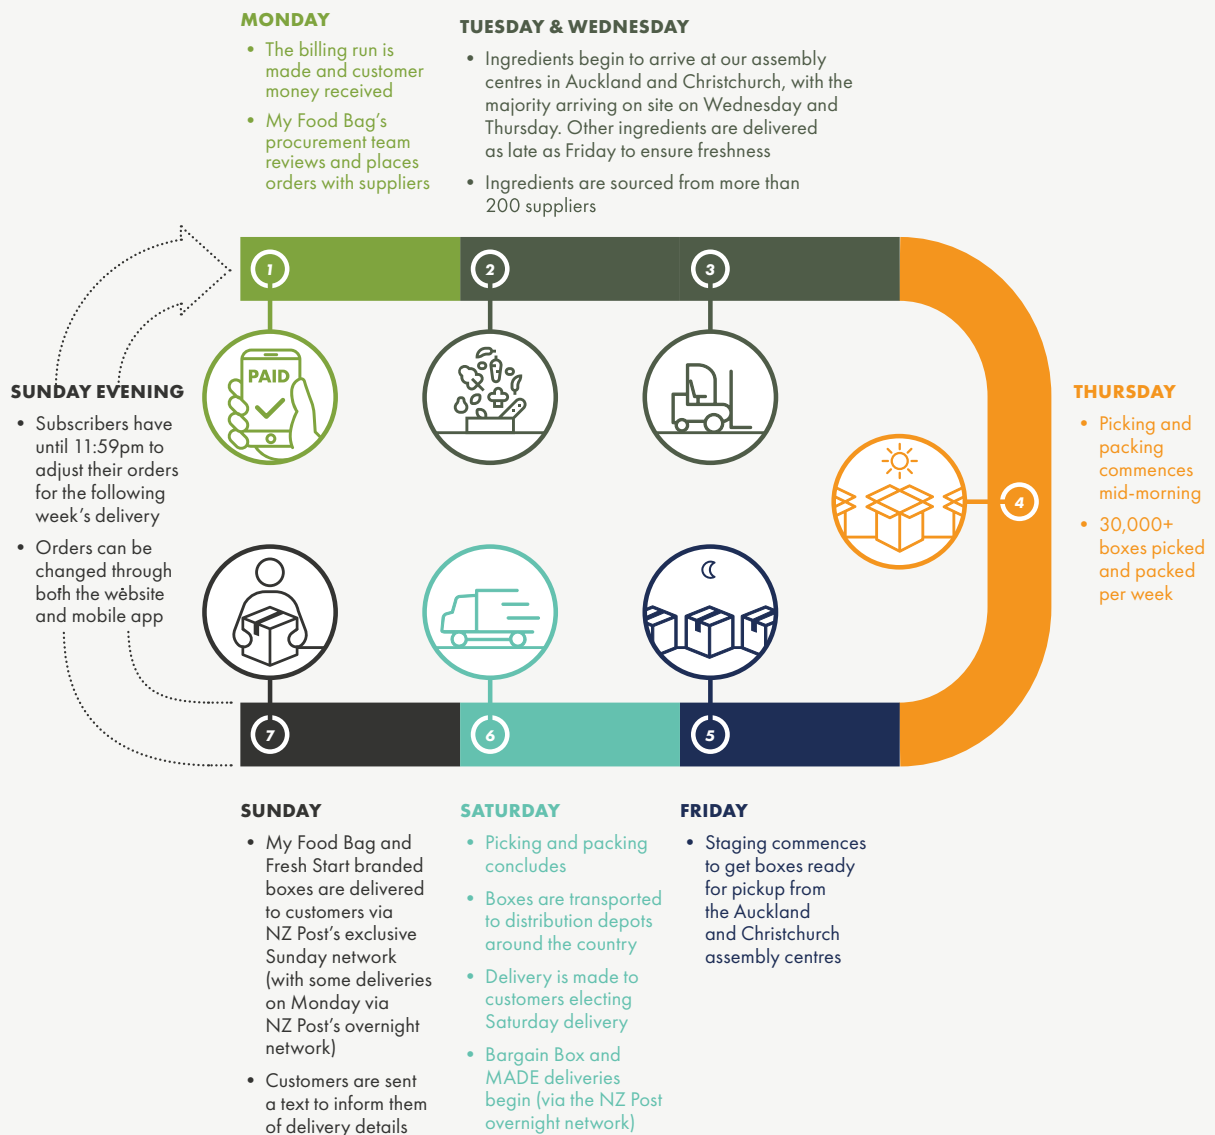 MONDAY
• The billing run is
made and customer
money received
• My Food Bag's
procurement team
reviews and places
orders with suppliers
TUESDAY & WEDNESDAY
• Ingredients begin to arrive at our assembly
centres in Auckland and Christchurch, with the
majority arriving on site on Wednesday and
Thursday. Other ingredients are delivered
as late as Friday to ensure freshness
• Ingredients are sourced from more than
200 suppliers
1
2
3
PAID
SUNDAY EVENING
• Subscribers have
until 11:59pm to
adjust their orders
for the following
week's delivery
• Orders can be
changed through
both the website
and mobile app
THURSDAY
• Picking and
packing
commences
mid-morning
• 30,000+
boxes picked
and packed
per week
4
7
6
5
SUNDAY
• My Food Bag and
Fresh Start branded
boxes are delivered
to customers via
NZ Post's exclusive
Sunday network
(with some deliveries
on Monday via
NZ Post's overnight
network)
• Customers are sent
a text to inform them
of delivery details
SATURDAY
• Picking and packing
concludes
• Boxes are transported
to distribution depots
around the country
• Delivery is made to
customers electing
Saturday delivery
• Bargain Box and
MADE deliveries
begin (via the NZ Post
overnight network)
FRIDAY
• Staging commences
to get boxes ready
for pickup from
the Auckland
and Christchurch
assembly centres